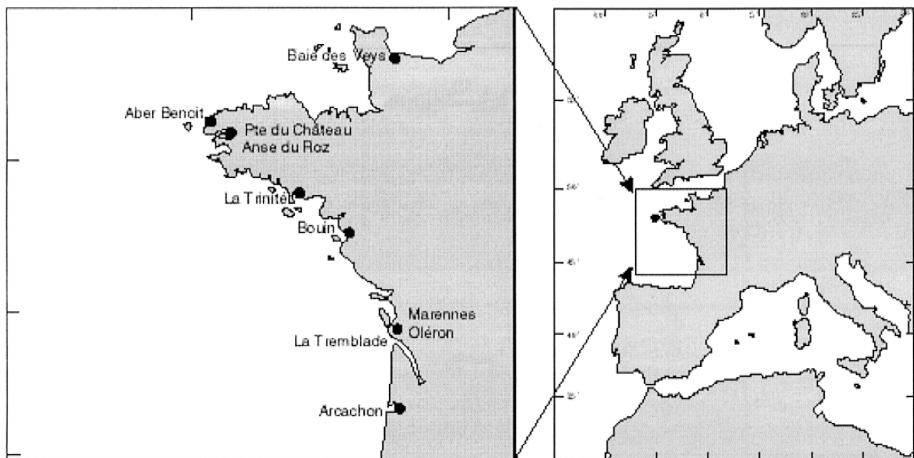 Baie des Veys
Aber Benoit
Pte du Château
Anse du Roz
La Trinité
Bouin
Marennes
Oléron
La Tremblade
Arcachon